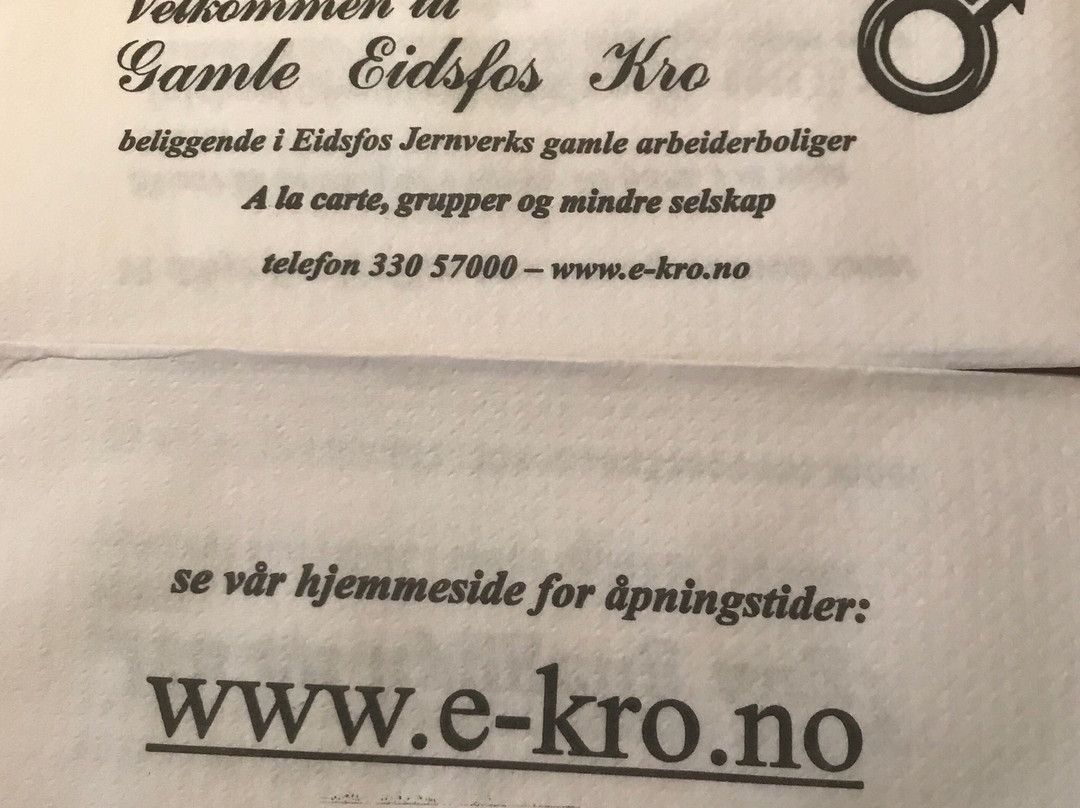 Velkommen til
Gamle Eidsfos Kro
beliggende i Eidsfos Jernverks gamle arbeiderboliger
A la carte, grupper og mindre selskap
telefon 330 57000 – www.e-kro.no
se vår hjemmeside for åpningstider:
www.e-kro.no